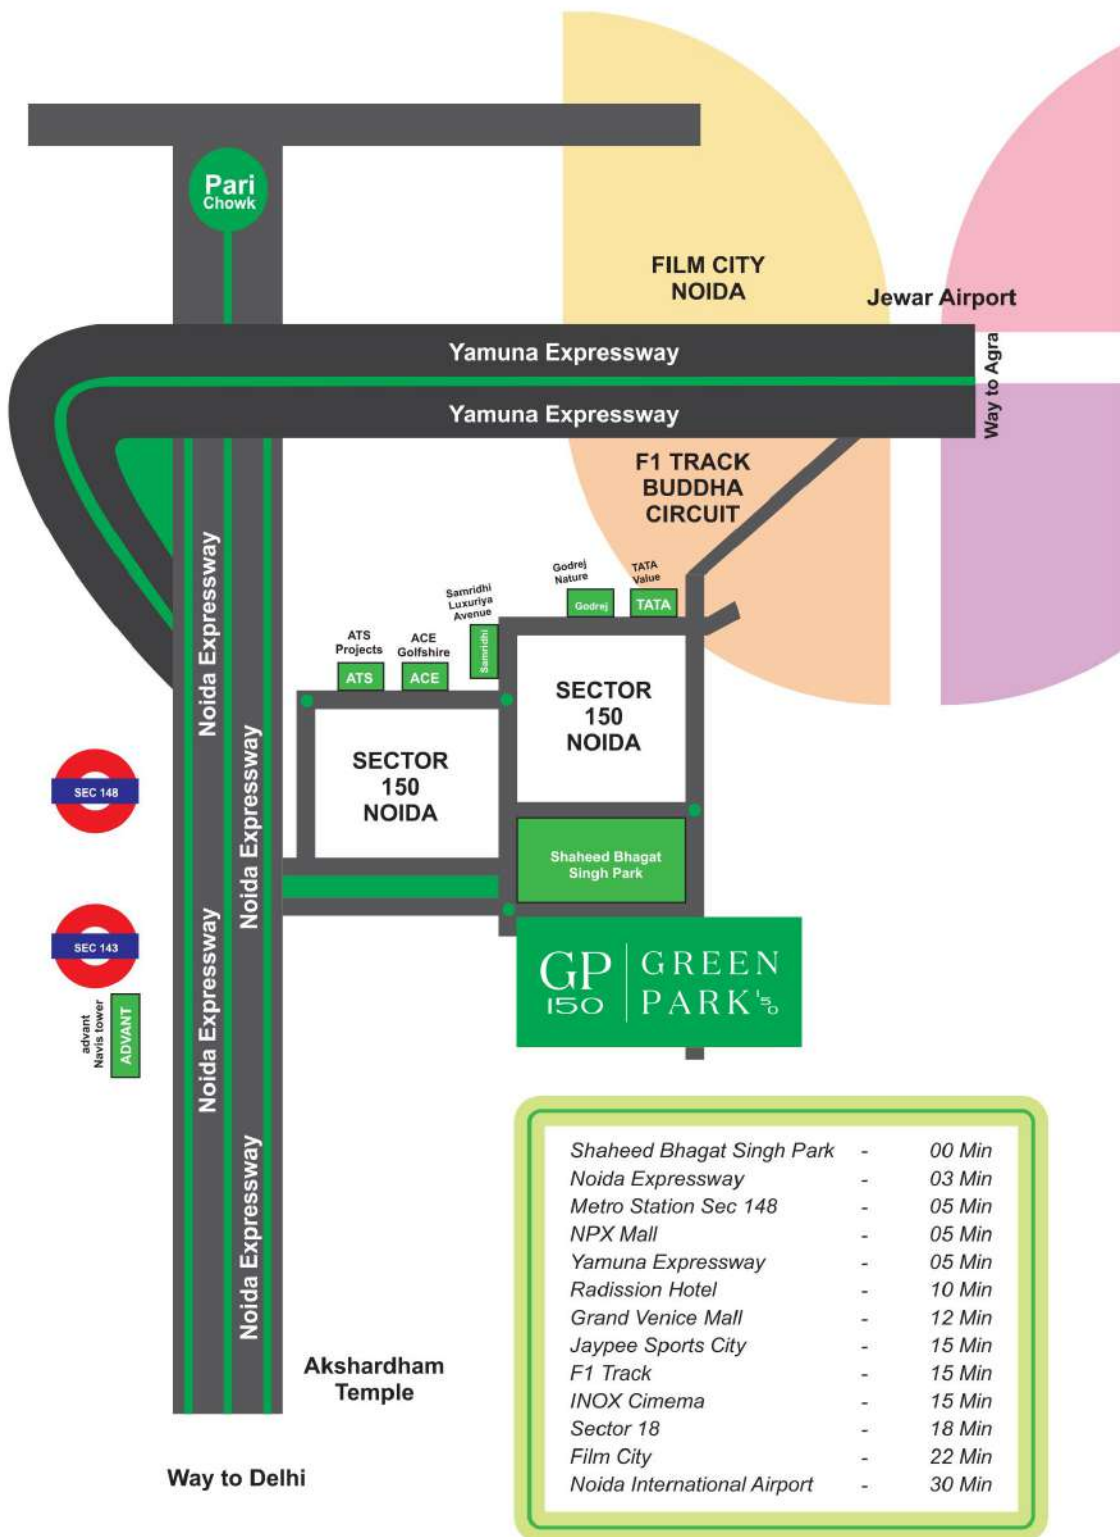 Pari
Chowk
FILM CITY
NOIDA
Jewar Airport
Yamuna Expressway
Way to Agra
Yamuna Expressway
F1 TRACK
BUDDHA
CIRCUIT
Noida Expressway
Godrej
Nature
Godrej
TATA
Value
TATA
Samridhi
Luxuriya
Avenue
Samridhi
ATS
Projects
ATS
ACE
Golfshire
ACE
SECTOR
150
NOIDA
SECTOR
150
NOIDA
Noida Expressway
SEC 148
Shaheed Bhagat
Singh Park
SEC 143
Noida Expressway
advant
Navis tower
ADVANT
GP
150
GREEN
PARK 150
Noida Expressway
Shaheed Bhagat Singh Park - 00 Min
Noida Expressway - 03 Min
Metro Station Sec 148 - 05 Min
NPX Mall - 05 Min
Yamuna Expressway - 05 Min
Radission Hotel - 10 Min
Grand Venice Mall - 12 Min
Jaypee Sports City - 15 Min
F1 Track - 15 Min
INOX Cimema - 15 Min
Sector 18 - 18 Min
Film City - 22 Min
Noida International Airport - 30 Min
Akshardham
Temple
Way to Delhi